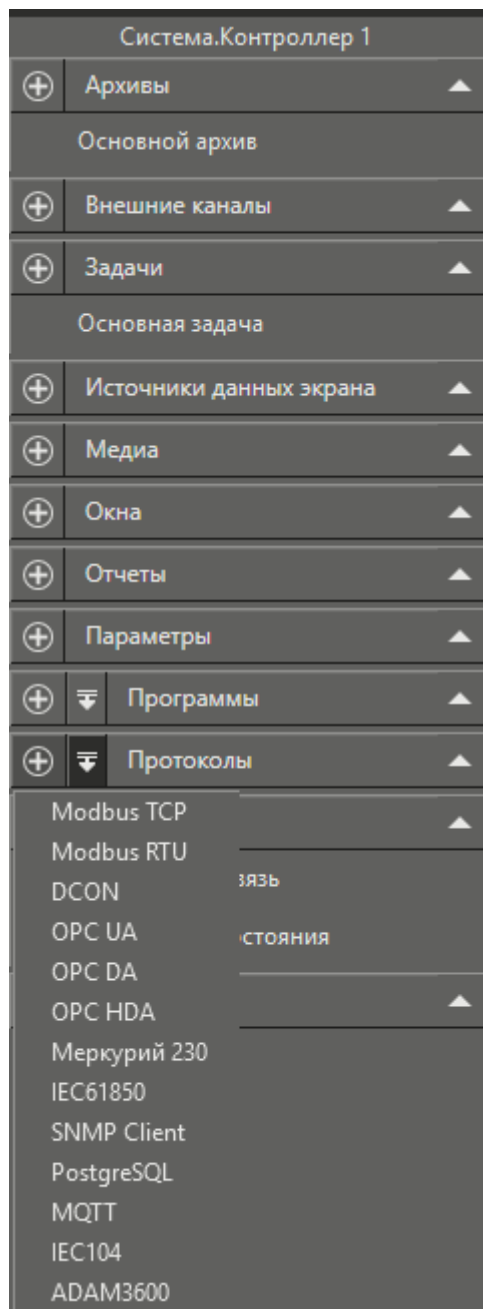 Система.Контроллер 1
Архивы
Основной архив
Внешние каналы
Задачи
Основная задача
Источники данных экрана
Медиа
Окна
Отчеты
Параметры
Программы
Протоколы
Modbus TCP
Modbus RTU
DCON
OPC UA
OPC DA
OPC HDA
Меркурий 230
IEC61850
SNMP Client
PostgreSQL
MQTT
IEC104
ADAM3600